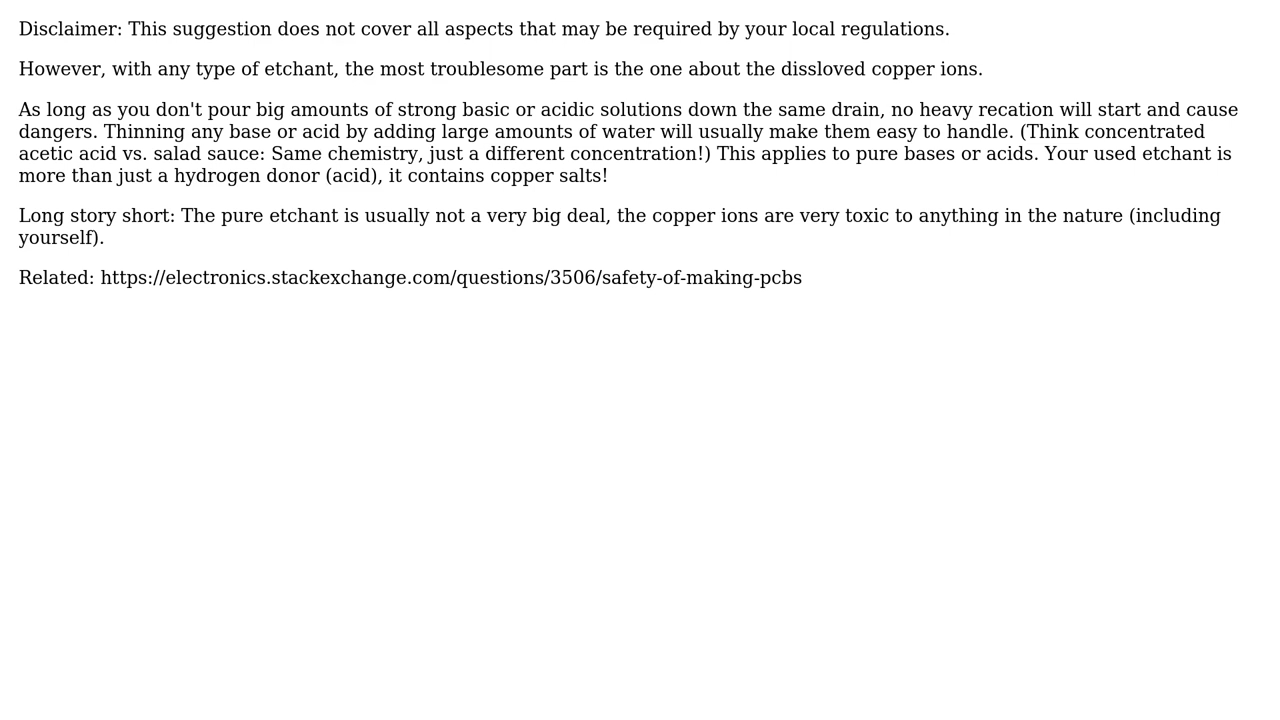 Disclaimer: This suggestion does not cover all aspects that may be required by your local regulations.
However, with any type of etchant, the most troublesome part is the one about the dissloved copper ions.
As long as you don't pour big amounts of strong basic or acidic solutions down the same drain, no heavy recation will start and cause
dangers. Thinning any base or acid by adding large amounts of water will usually make them easy to handle. (Think concentrated
acetic acid vs. salad sauce: Same chemistry, just a different concentration!) This applies to pure bases or acids. Your used etchant is
more than just a hydrogen donor (acid), it contains copper salts!
Long story short: The pure etchant is usually not a very big deal, the copper ions are very toxic to anything in the nature (including
yourself).
Related: https://electronics.stackexchange.com/questions/3506/safety-of-making-pcbs